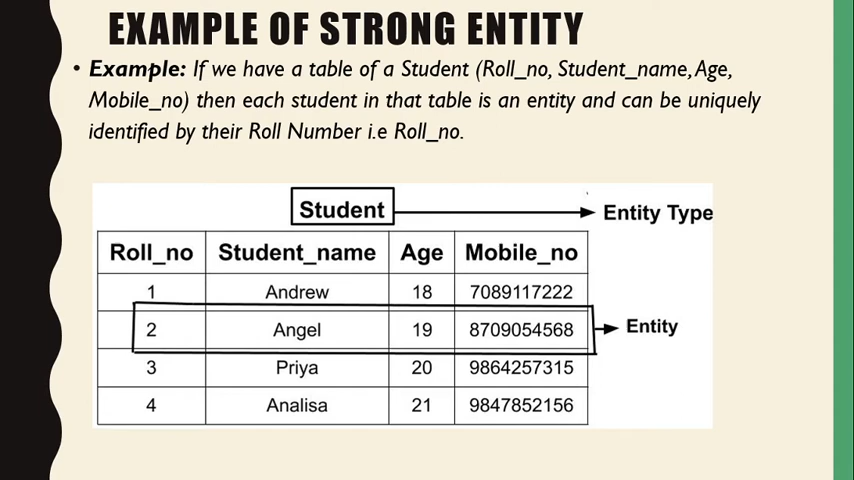 EXAMPLE OF STRONG ENTITY
• Example: If we have a table of a Student (Roll_no, Student_name, Age,
Mobile_no) then each student in that table is an entity and can be uniquely
identified by their Roll Number i.e Roll_no.
Student Entity Type
Roll_no Student_name Age Mobile_no
1 Andrew 18 7089117222
2 Angel 19 8709054568 Entity
3 Priya 20 9864257315
4 Analisa 21 9847852156